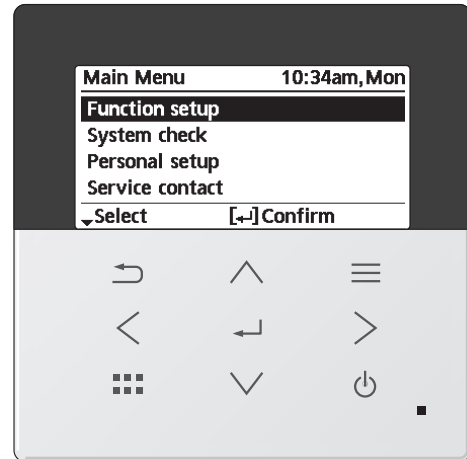 Main Menu 10:34am,Mon
Function setup
System check
Personal setup
Service contact
Select [↵]Confirm